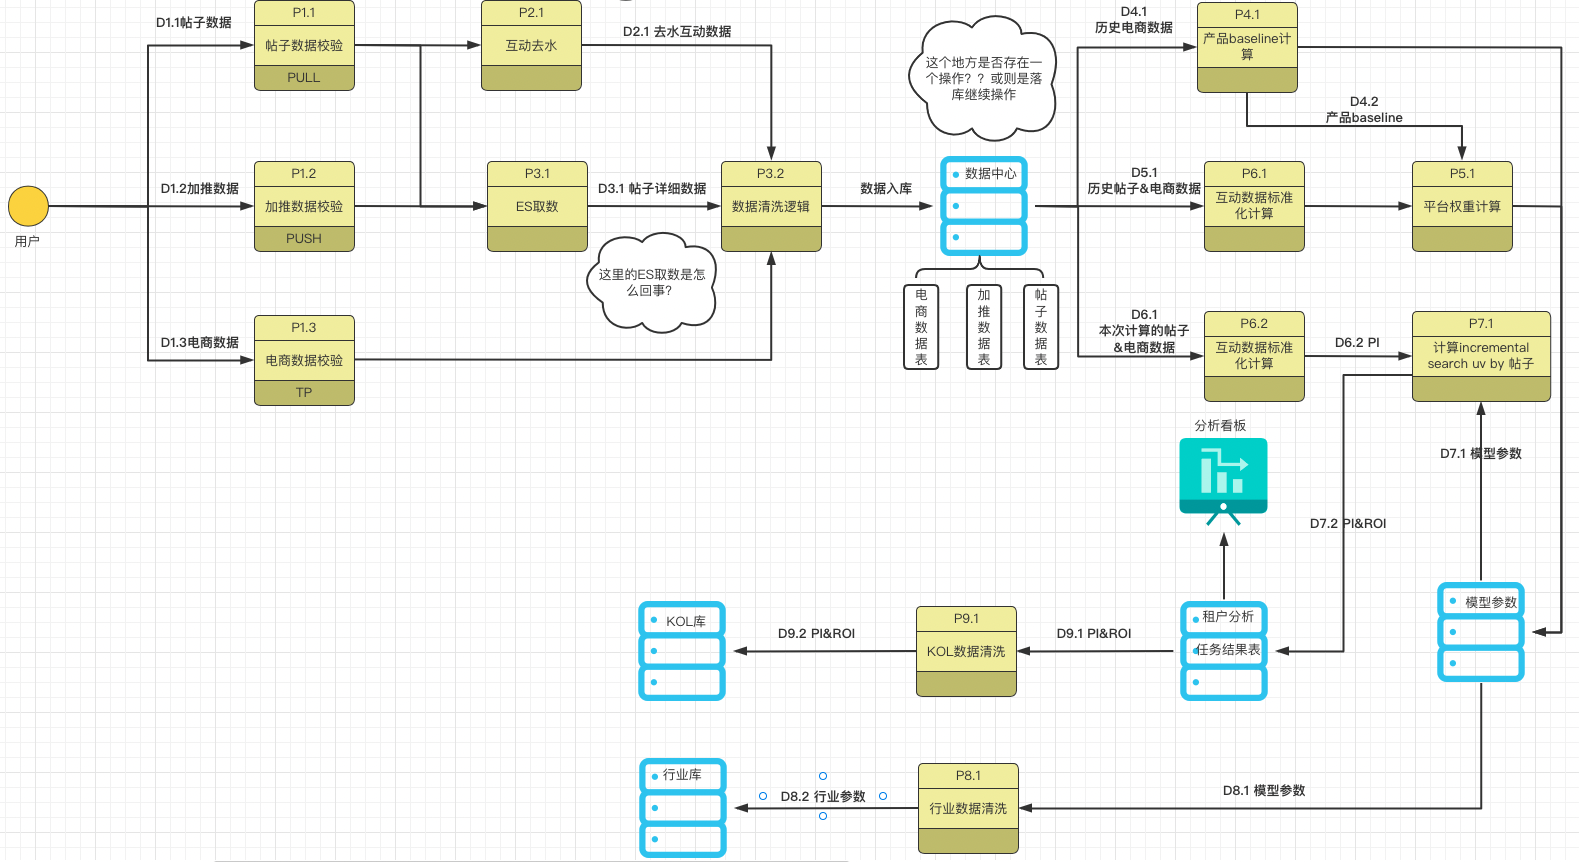 D1.1帖子数据
P1.1
帖子数据校验
PULL
P2.1
互动去水
D2.1 去水互动数据
这个地方是否存在一
个操作？？或则是落
库继续操作
D4.1
历史电商数据
P4.1
产品baseline计
算
D4.2
产品baseline
用户
D1.2加推数据
P1.2
加推数据校验
PUSH
P3.1
ES取数
D3.1 帖子详细数据
P3.2
数据清洗逻辑
数据入库
数据中心
D5.1
历史帖子&电商数据
P6.1
互动数据标准
化计算
P5.1
平台权重计算
这里的ES取数是怎
么回事？
电
商
数
据
表
加
推
数
据
表
帖
子
数
据
表
D1.3电商数据
P1.3
电商数据校验
TP
D6.1
本次计算的帖子
&电商数据
P6.2
互动数据标准
化计算
D6.2 PI
P7.1
计算incremental
search uv by 帖子
分析看板
D7.1 模型参数
D7.2 PI&ROI
KOL库
D9.2 PI&ROI
P9.1
KOL数据清洗
D9.1 PI&ROI
租户分析
任务结果表
模型参数
行业库
D8.2 行业参数
P8.1
行业数据清洗
D8.1 模型参数